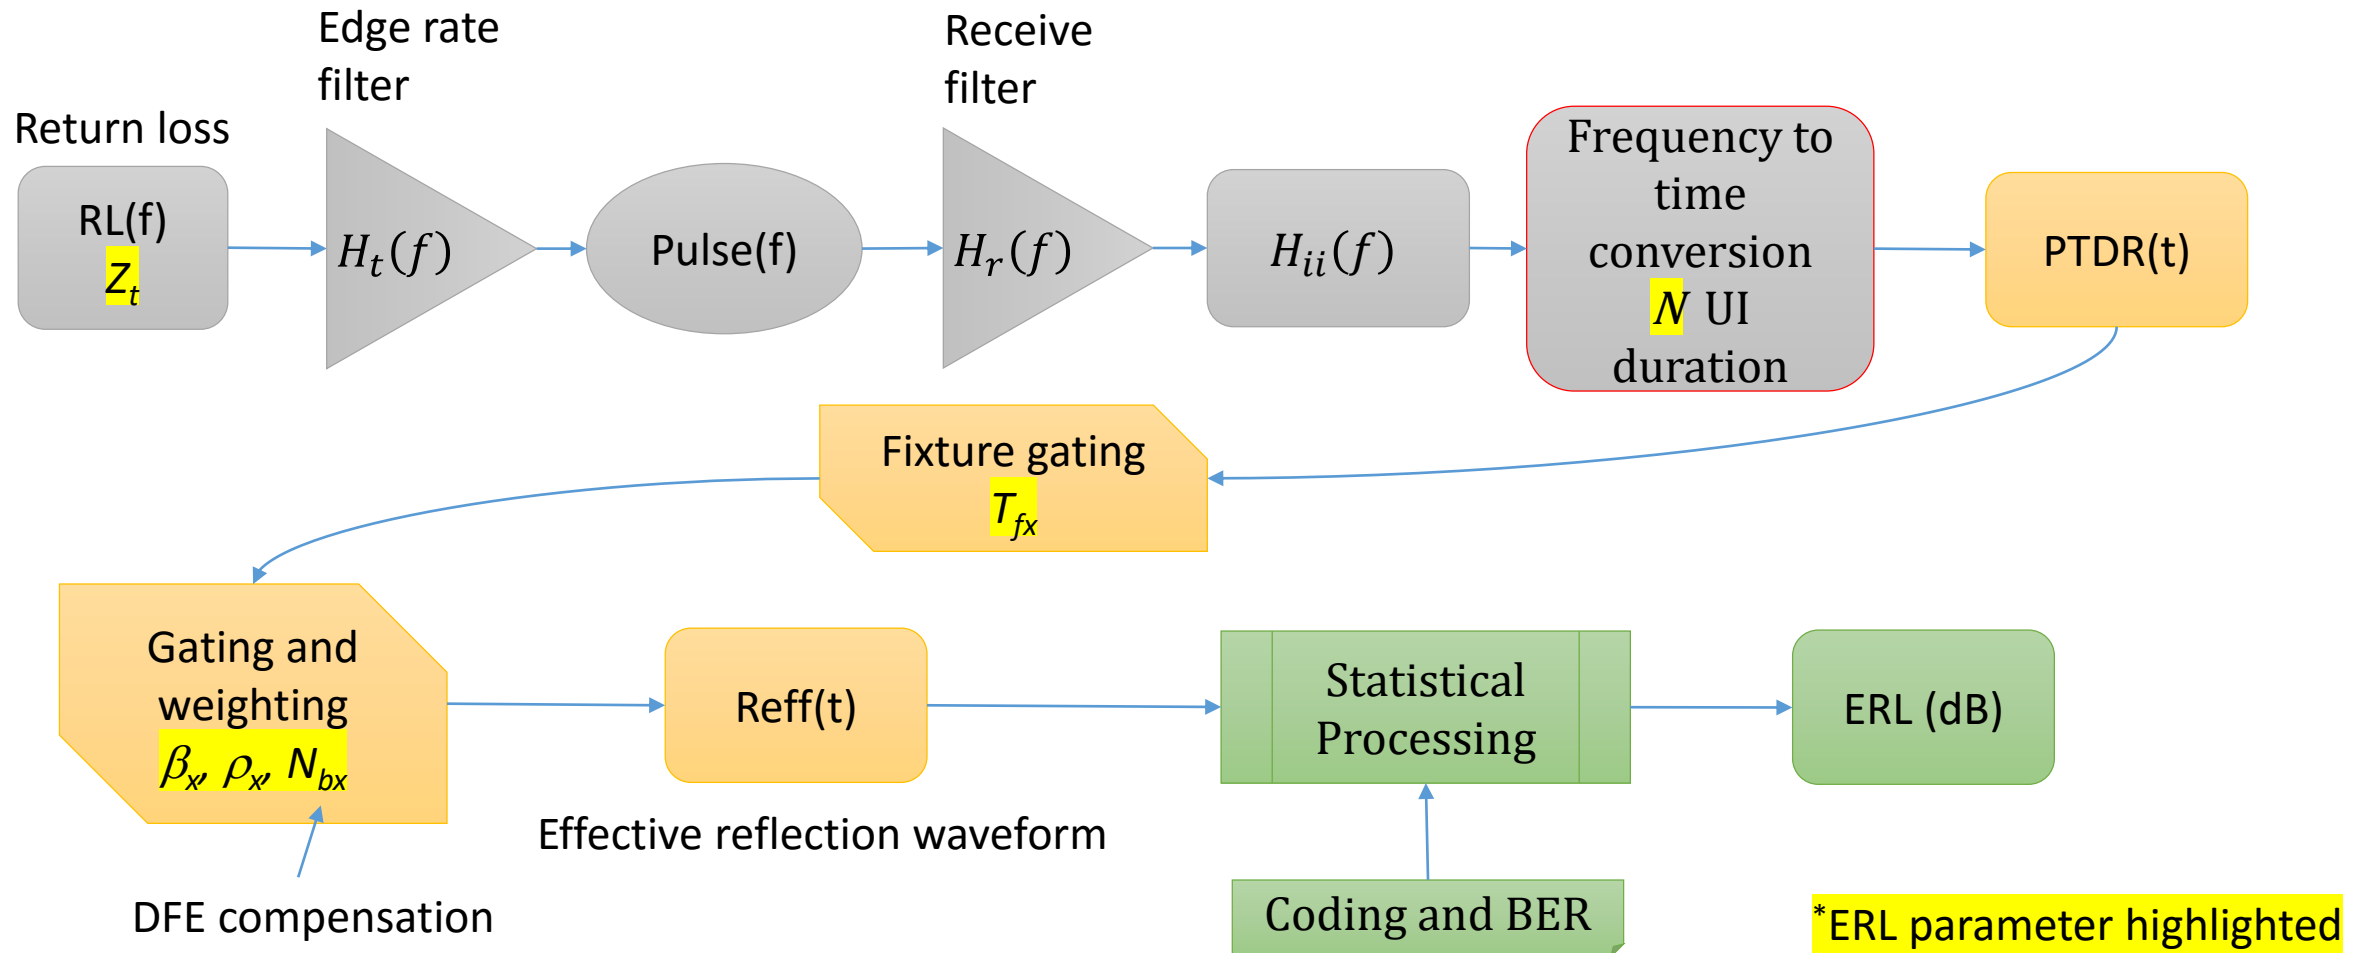 Edge rate
filter
Receive
filter
Return loss
RL(f)
Zₜ
Hₜ(f)
Pulse(f)
Hᵣ(f)
Hᵢᵢ(f)
Frequency to
time
conversion
N UI
duration
PTDR(t)
Fixture gating
T_fx
Gating and
weighting
βₓ, ρₓ, N_bx
Reff(t)
Statistical
Processing
ERL (dB)
Effective reflection waveform
DFE compensation
Coding and BER
*ERL parameter highlighted